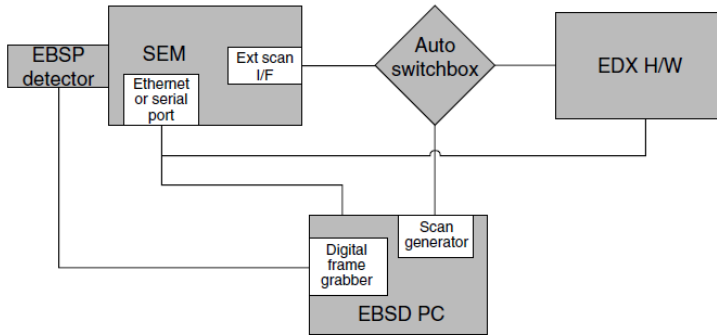 EBSP
detector
SEM
Ext scan
I/F
Ethernet
or serial
port
Auto
switchbox
EDX H/W
Scan
generator
Digital
frame
grabber
EBSD PC